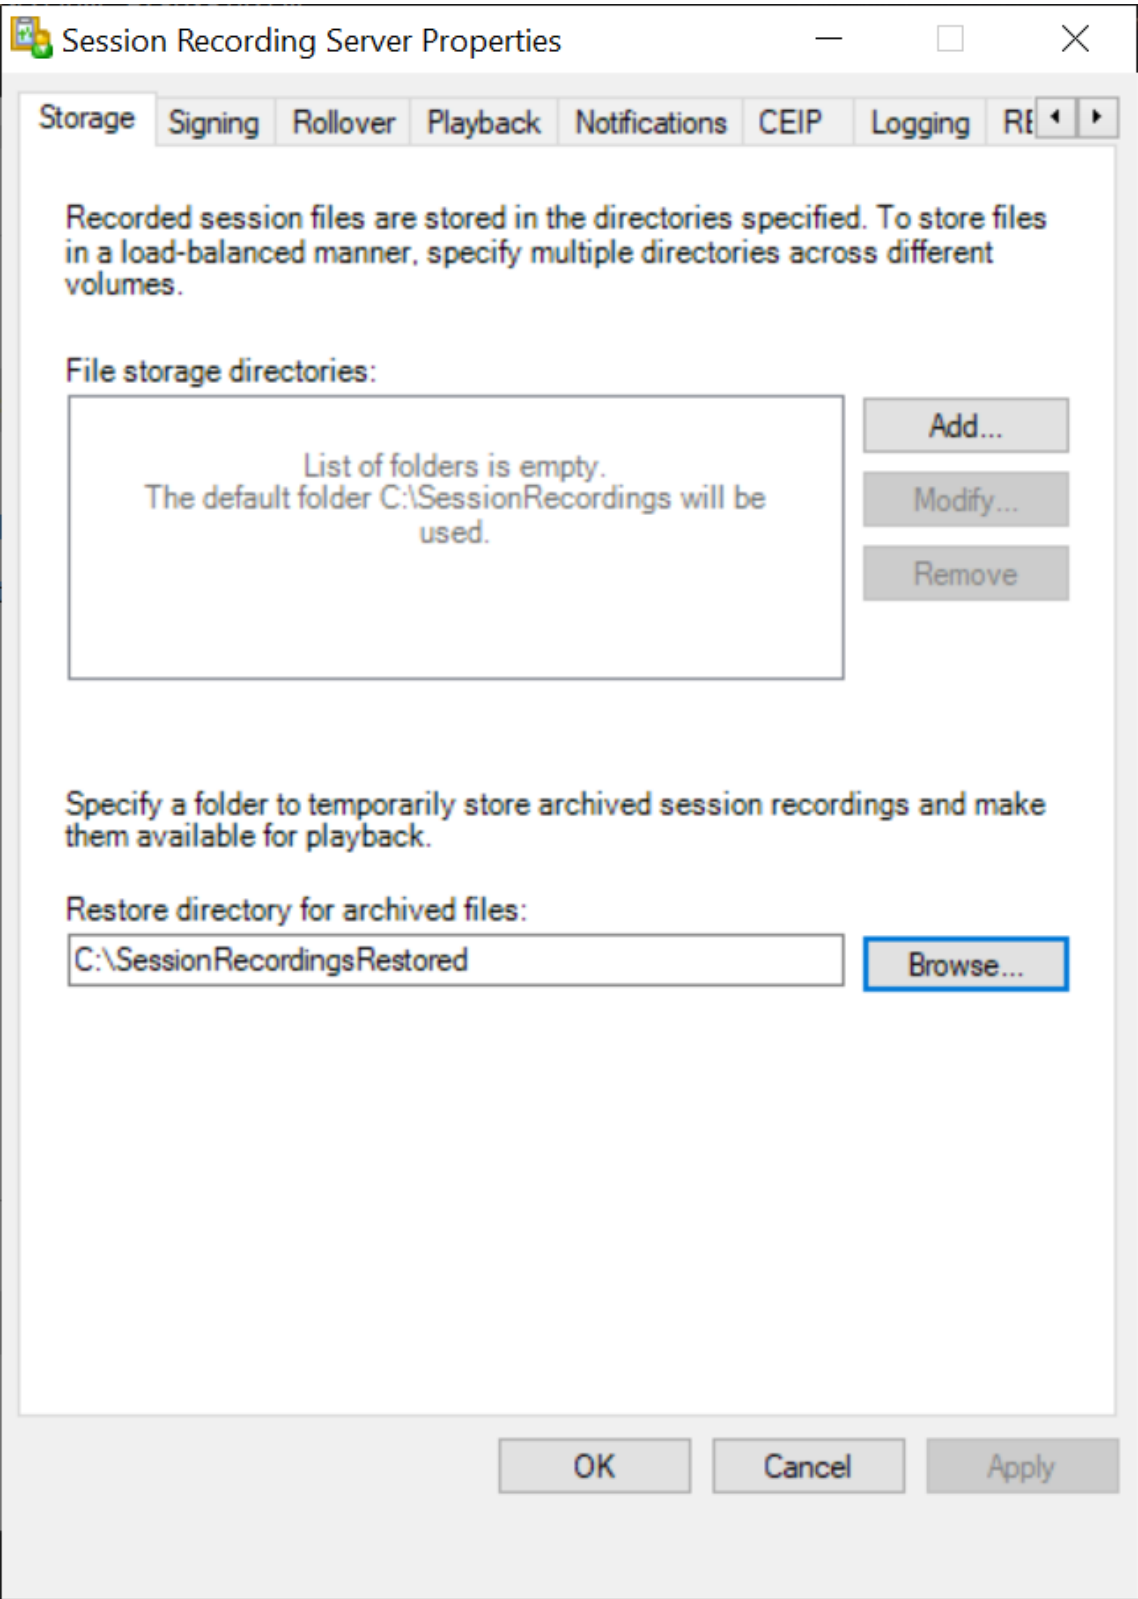 Session Recording Server Properties
Storage
Signing
Rollover
Playback
Notifications
CEIP
Logging
Recorded session files are stored in the directories specified. To store files
in a load-balanced manner, specify multiple directories across different
volumes.
File storage directories:
List of folders is empty.
The default folder C:\SessionRecordings will be
used.
Add...
Modify...
Remove
Specify a folder to temporarily store archived session recordings and make
them available for playback.
Restore directory for archived files:
C:\SessionRecordingsRestored
Browse...
OK
Cancel
Apply